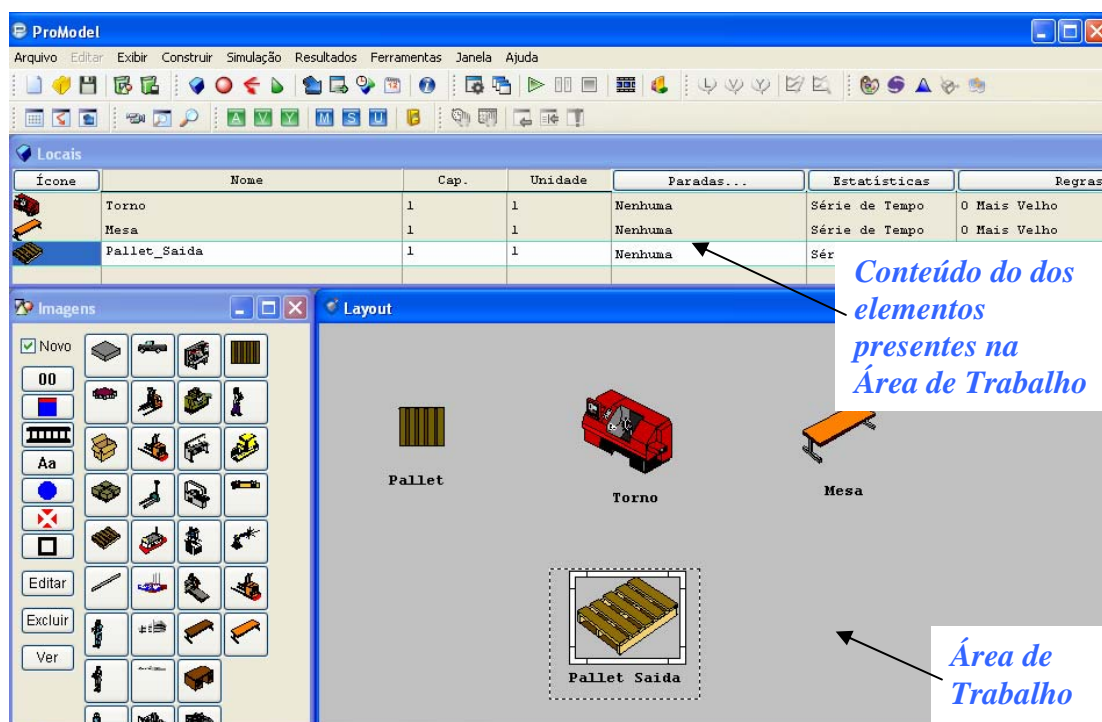 ProModel
Arquivo Editar Exibir Construir Simulação Resultados Ferramentas Janela Ajuda
A V Y M S U
Locais
Ícone Nome Cap. Unidade Paradas... Estatísticas Regras
Torno 1 1 Nenhuma Série de Tempo O Mais Velho
Mesa 1 1 Nenhuma Série de Tempo O Mais Velho
Pallet_Saida 1 1 Nenhuma Sér
Conteúdo do dos
elementos
presentes na
Área de Trabalho
Imagens
Layout
Novo
00
Aa
Editar
Excluir
Ver
Pallet
Torno
Mesa
Pallet Saida
Área de
Trabalho